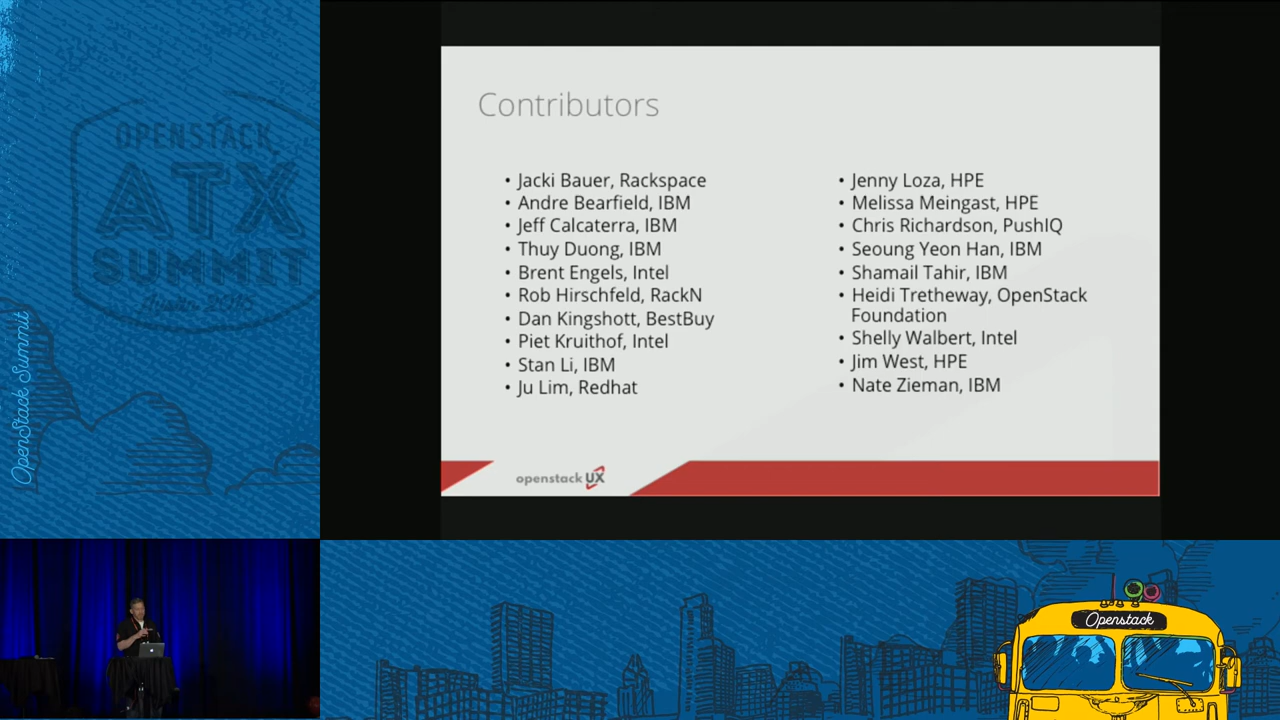 OPENSTACK
ATX
SUMMIT
Austin 2016
OpenStack Summit
Contributors
• Jacki Bauer, Rackspace
• Andre Bearfield, IBM
• Jeff Calcaterra, IBM
• Thuy Duong, IBM
• Brent Engels, Intel
• Rob Hirschfeld, RackN
• Dan Kingshott, BestBuy
• Piet Kruithof, Intel
• Stan Li, IBM
• Ju Lim, Redhat
• Jenny Loza, HPE
• Melissa Meingast, HPE
• Chris Richardson, PushIQ
• Seoung Yeon Han, IBM
• Shamail Tahir, IBM
• Heidi Tretheway, OpenStack
Foundation
• Shelly Walbert, Intel
• Jim West, HPE
• Nate Zieman, IBM
openstack UX
Openstack